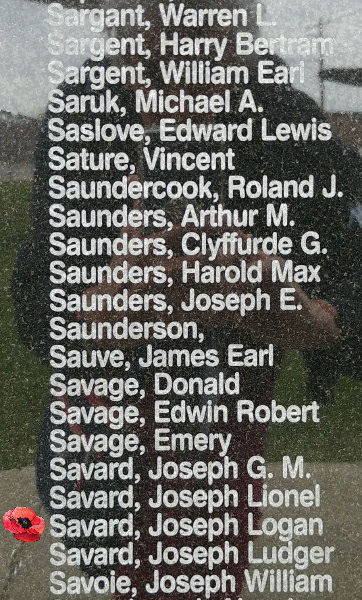 Sargant, Warren L.
Sargent, Harry Bertram
Sargent, William Earl
Saruk, Michael A.
Saslove, Edward Lewis
Sature, Vincent
Saundercook, Roland J.
Saunders, Arthur M.
Saunders, Clyffurde G.
Saunders, Harold Max
Saunders, Joseph E.
Saunderson,
Sauve, James Earl
Savage, Donald
Savage, Edwin Robert
Savage, Emery
Savard, Joseph G. M.
Savard, Joseph Lionel
Savard, Joseph Logan
Savard, Joseph Ludger
Savoie, Joseph William